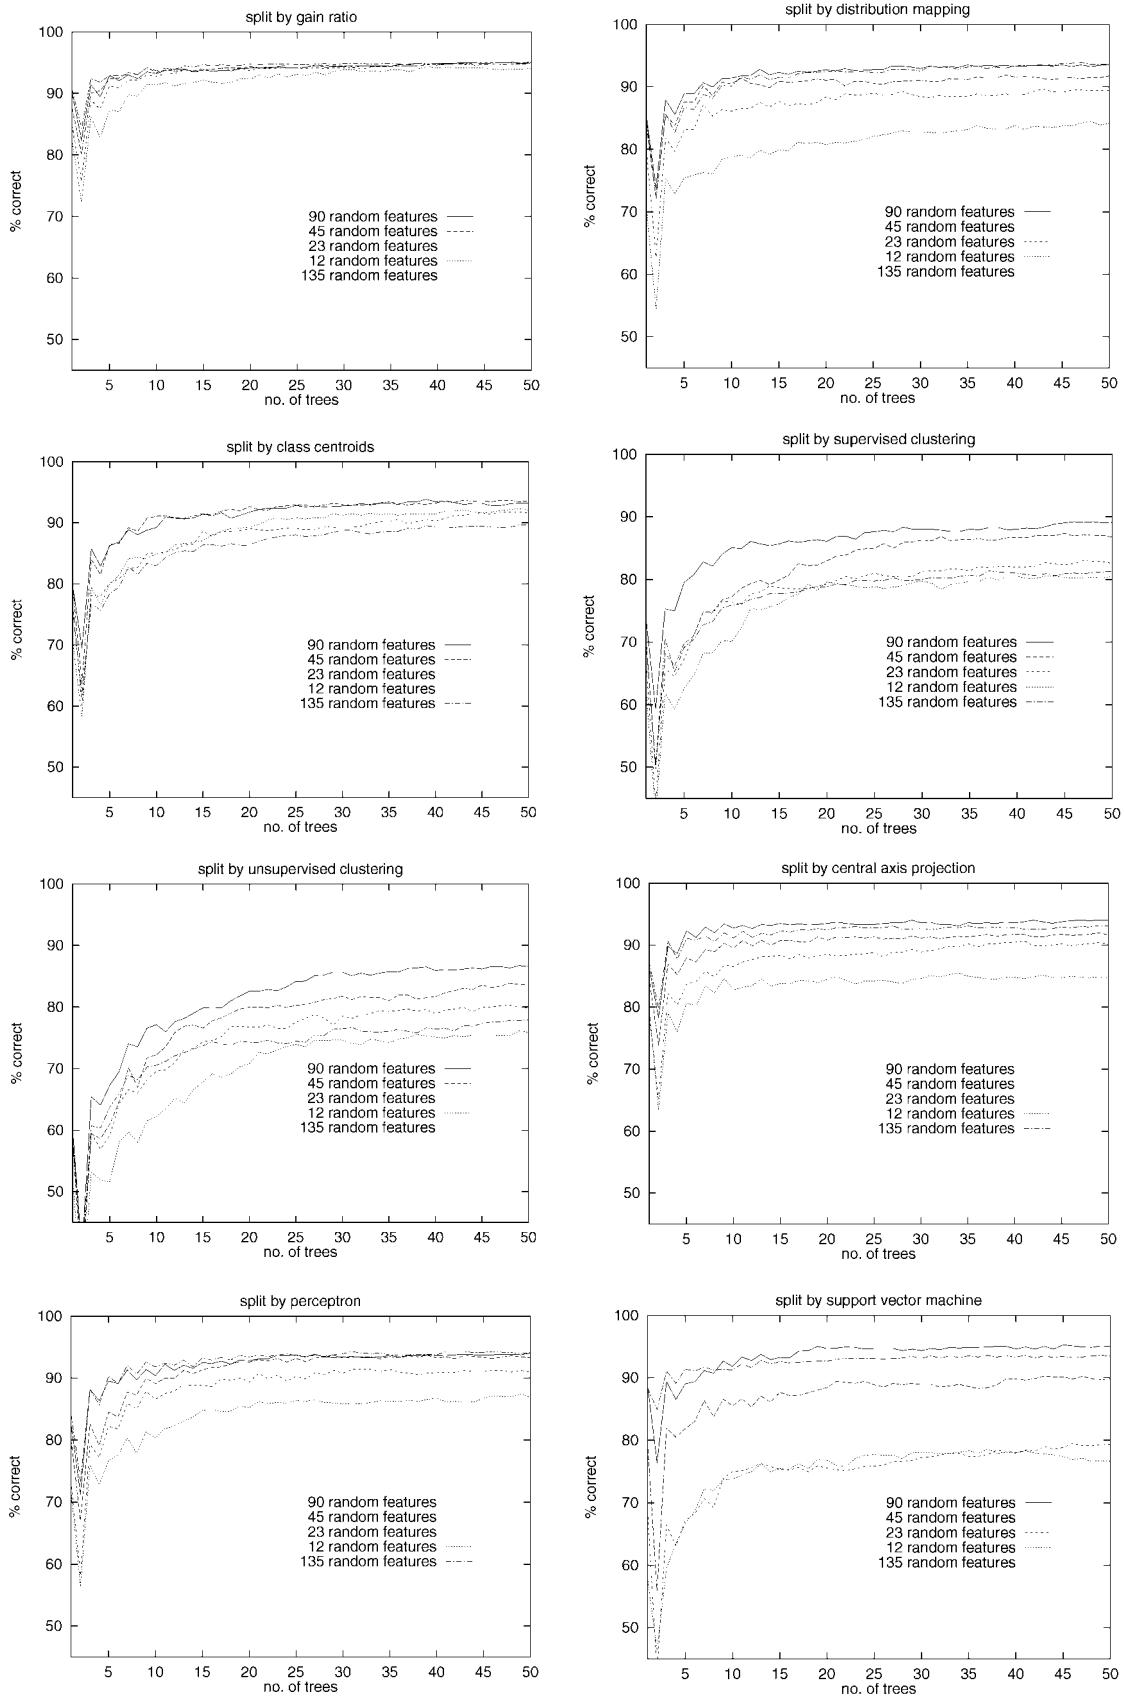 split by gain ratio
100
90
80
70
60
50
% correct
90 random features
45 random features
23 random features
12 random features
135 random features
5 10 15 20 25 30 35 40 45 50
no. of trees
split by distribution mapping
100
90
80
70
60
50
% correct
90 random features
45 random features
23 random features
12 random features
135 random features
5 10 15 20 25 30 35 40 45 50
no. of trees
split by class centroids
100
90
80
70
60
50
% correct
90 random features
45 random features
23 random features
12 random features
135 random features
5 10 15 20 25 30 35 40 45 50
no. of trees
split by supervised clustering
100
90
80
70
60
50
% correct
90 random features
45 random features
23 random features
12 random features
135 random features
5 10 15 20 25 30 35 40 45 50
no. of trees
split by unsupervised clustering
100
90
80
70
60
50
% correct
90 random features
45 random features
23 random features
12 random features
135 random features
5 10 15 20 25 30 35 40 45 50
no. of trees
split by central axis projection
100
90
80
70
60
50
% correct
90 random features
45 random features
23 random features
12 random features
135 random features
5 10 15 20 25 30 35 40 45 50
no. of trees
split by perceptron
100
90
80
70
60
50
% correct
90 random features
45 random features
23 random features
12 random features
135 random features
5 10 15 20 25 30 35 40 45 50
no. of trees
split by support vector machine
100
90
80
70
60
50
% correct
90 random features
45 random features
23 random features
12 random features
135 random features
5 10 15 20 25 30 35 40 45 50
no. of trees